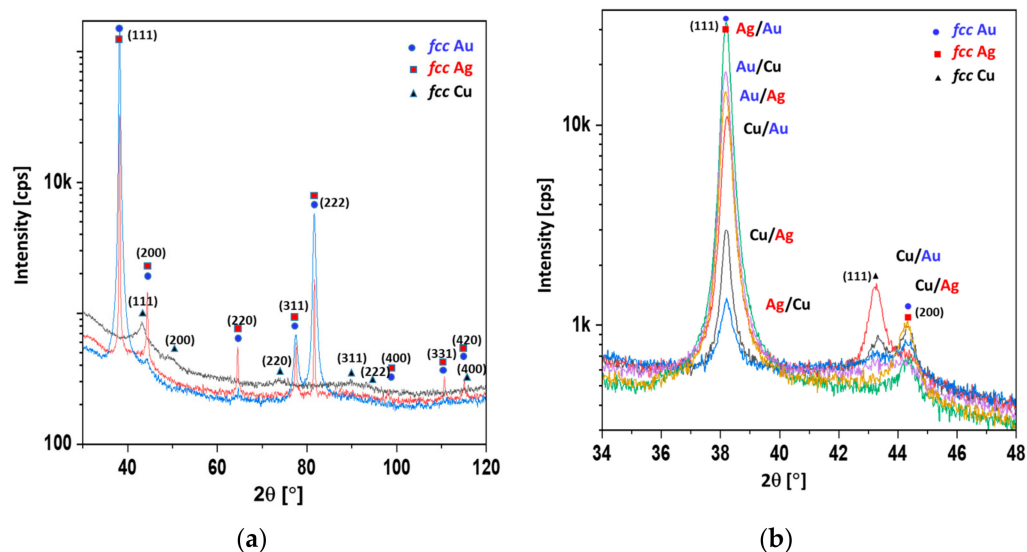 (111)
fcc Au
fcc Ag
fcc Cu
10k
(222)
(200)
(111)
(311)
(220)
(200)
(420)
(220)
(311)
(400)
(331)
(222)
(400)
100
40
60
80
100
120
Intensity [cps]
2θ [°]
(a)
(111)
Ag/Au
fcc Au
fcc Ag
fcc Cu
Au/Cu
Au/Ag
10k
Cu/Au
Cu/Ag
Cu/Au
(111)
Cu/Ag
Ag/Cu
(200)
1k
34
36
38
40
42
44
46
48
Intensity [cps]
2θ [°]
(b)